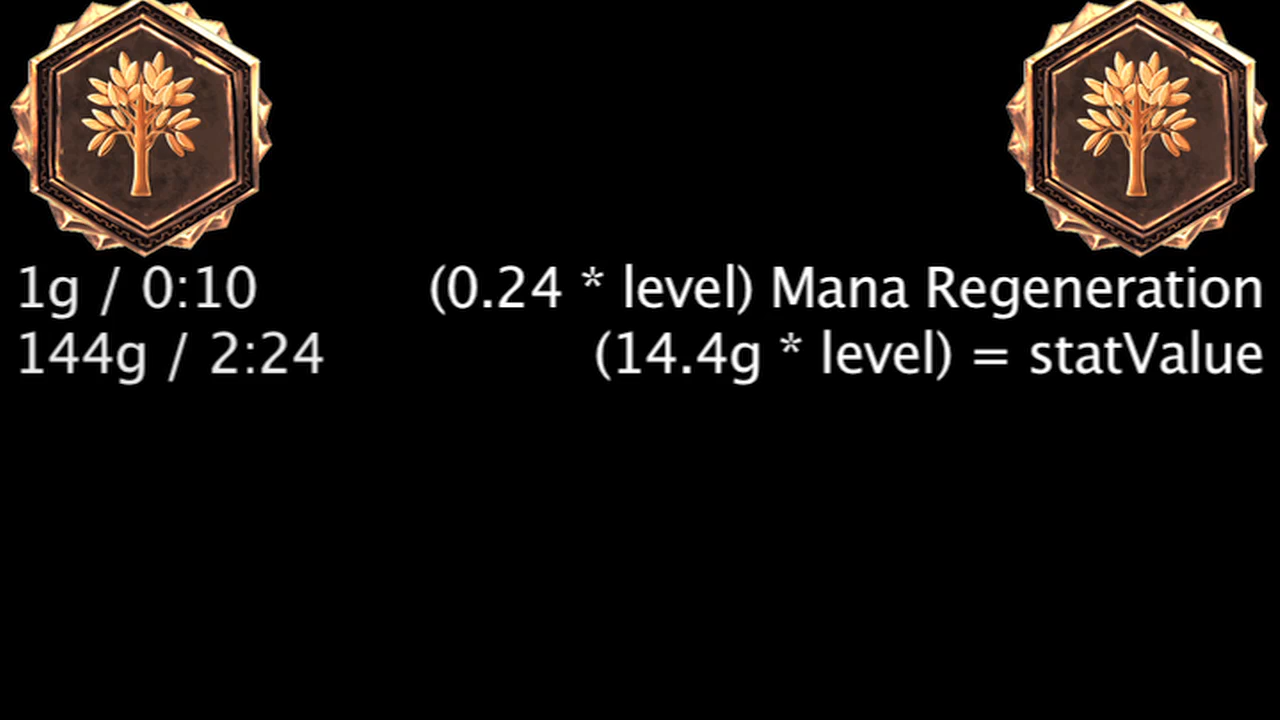 1g / 0:10
(0.24 * level) Mana Regeneration
144g / 2:24
(14.4g * level) = statValue